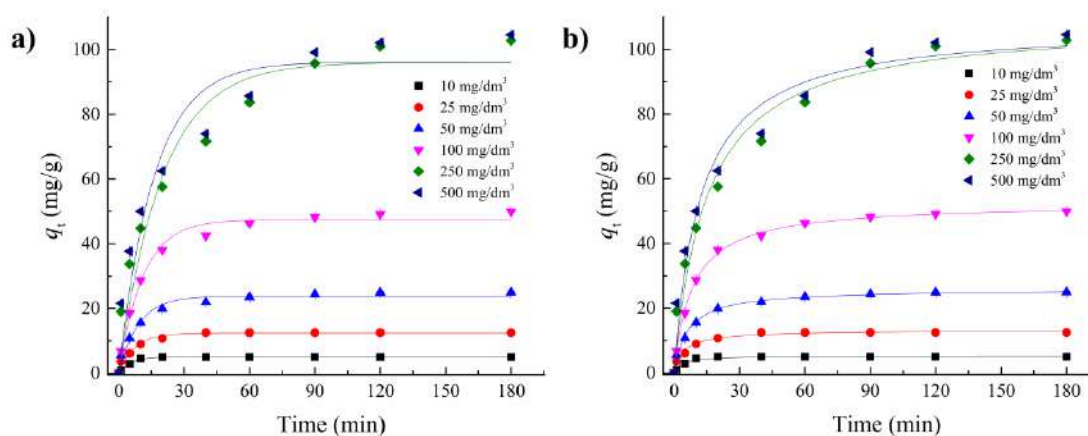 a)
100
80
60
40
20
0
q_t (mg/g)
10 mg/dm³
25 mg/dm³
50 mg/dm³
100 mg/dm³
250 mg/dm³
500 mg/dm³
0 30 60 90 120 150 180
Time (min)
b)
100
80
60
40
20
0
q_t (mg/g)
10 mg/dm³
25 mg/dm³
50 mg/dm³
100 mg/dm³
250 mg/dm³
500 mg/dm³
0 30 60 90 120 150 180
Time (min)